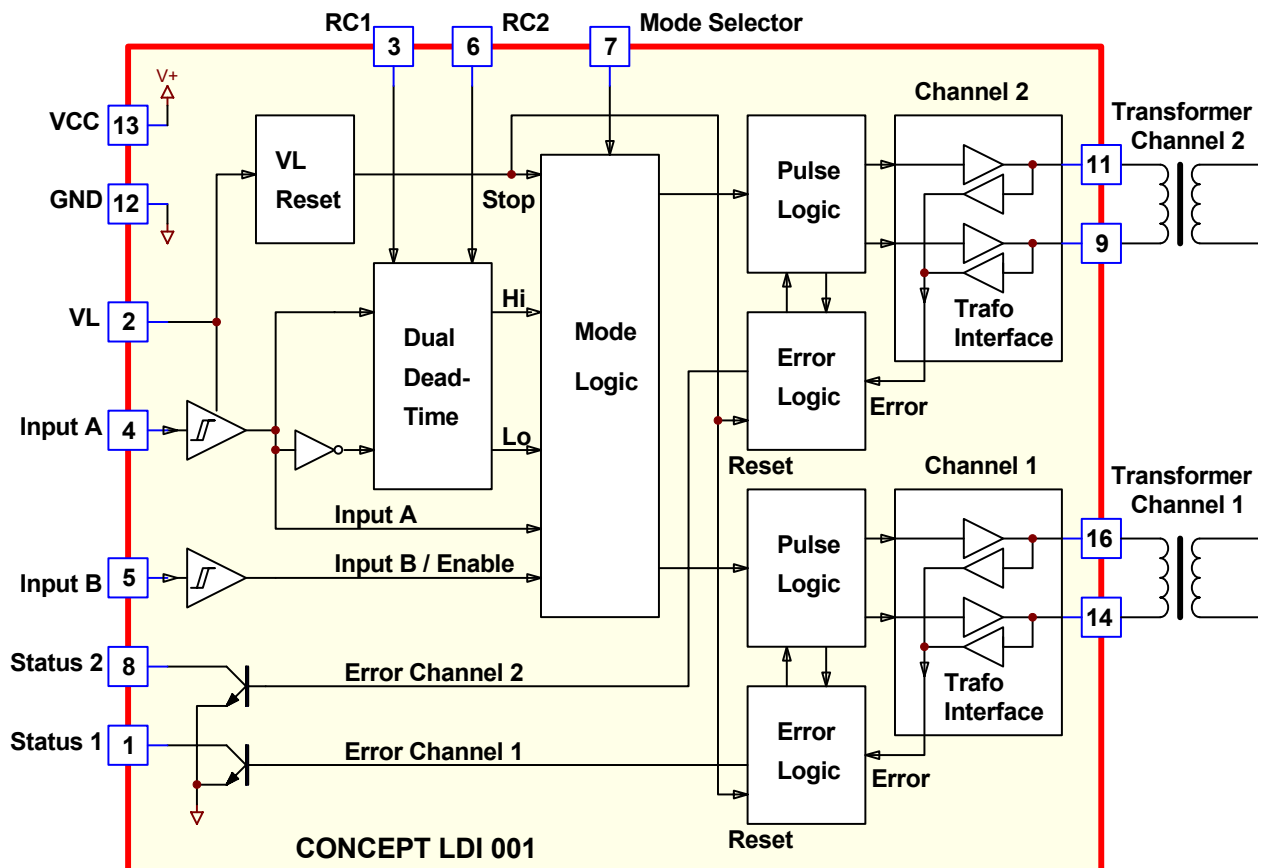 RC1
RC2
Mode Selector
3
6
7
V+
VCC
13
GND
12
VL
2
Input A
4
Input B
5
Status 2
8
Status 1
1
VL
Reset
Stop
Dual
Dead-
Time
Hi
Lo
Input A
Input B / Enable
Mode
Logic
Error Channel 2
Error Channel 1
Channel 2
Pulse
Logic
Trafo
Interface
Error
Logic
Error
Reset
Transformer
Channel 2
11
9
Channel 1
Pulse
Logic
Trafo
Interface
Error
Logic
Error
Reset
Transformer
Channel 1
16
14
CONCEPT LDI 001